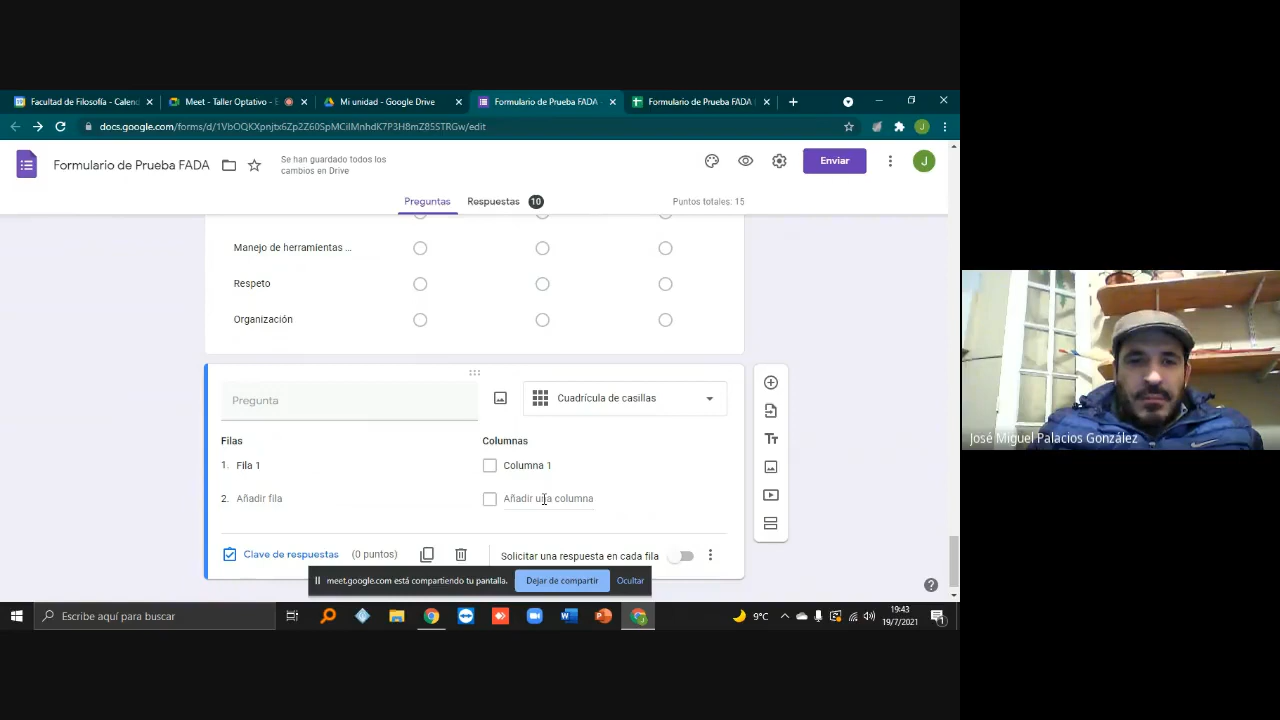 Facultad de Filosofía - Calend
Meet - Taller Optativo - E
Mi unidad - Google Drive
Formulario de Prueba FADA
Formulario de Prueba FADA
docs.google.com/forms/d/1VbOQKXpnjtx6Zp2Z60SpMCilMnhdK7P3H8mZ85STRGw/edit
Formulario de Prueba FADA
Se han guardado todos los
cambios en Drive
Enviar
J
Preguntas
Respuestas 10
Puntos totales: 15
Manejo de herramientas ...
Respeto
Organización
Pregunta
Cuadrícula de casillas
Filas
Columnas
1. Fila 1
Columna 1
2. Añadir fila
Añadir una columna
Clave de respuestas (0 puntos)
Solicitar una respuesta en cada fila
meet.google.com está compartiendo tu pantalla.
Dejar de compartir
Ocultar
Escribe aquí para buscar
9°C
19:43
19/7/2021
José Miguel Palacios González